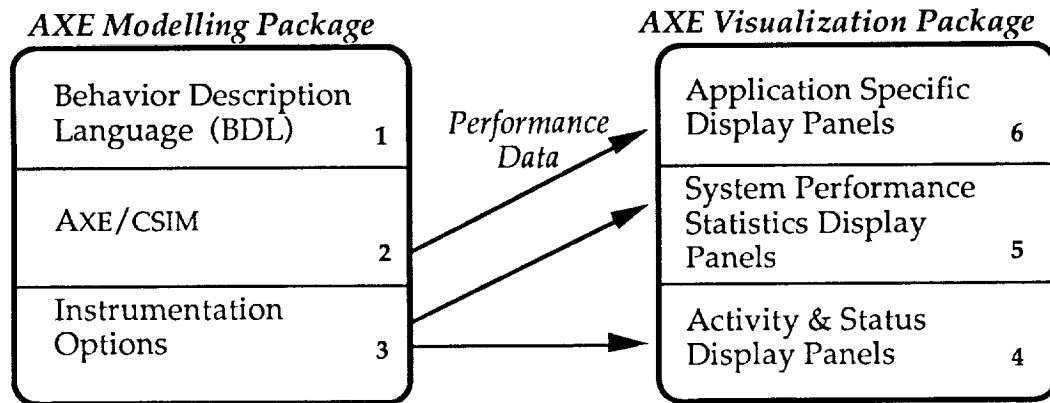 AXE Modelling Package
Behavior Description
Language (BDL)
1
AXE/CSIM
2
Instrumentation
Options
3
Performance
Data
AXE Visualization Package
Application Specific
Display Panels
6
System Performance
Statistics Display
Panels
5
Activity & Status
Display Panels
4